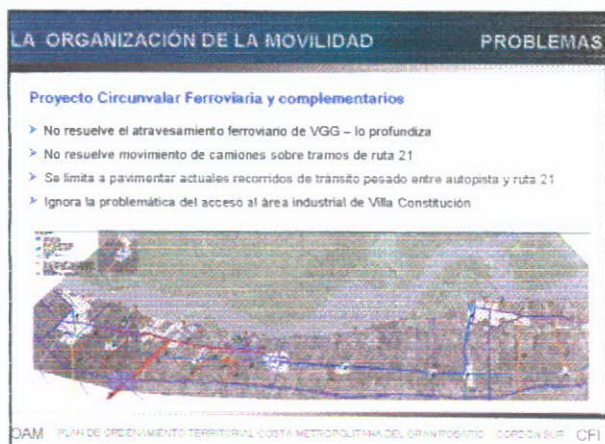 LA ORGANIZACIÓN DE LA MOVILIDAD PROBLEMAS
Proyecto Circunvalar Ferroviaria y complementarios
➢ No resuelve el atravesamiento ferroviario de VGG – lo profundiza
➢ No resuelve movimiento de camiones sobre tramos de ruta 21
➢ Se limita a pavimentar actuales recorridos de tránsito pesado entre autopista y ruta 21
➢ Ignora la problemática del acceso al área industrial de Villa Constitución
OAM PLAN DE ORDENAMIENTO TERRITORIAL COSTA METROPOLITANA DEL GRAN ROSARIO CORDON SUR CFI